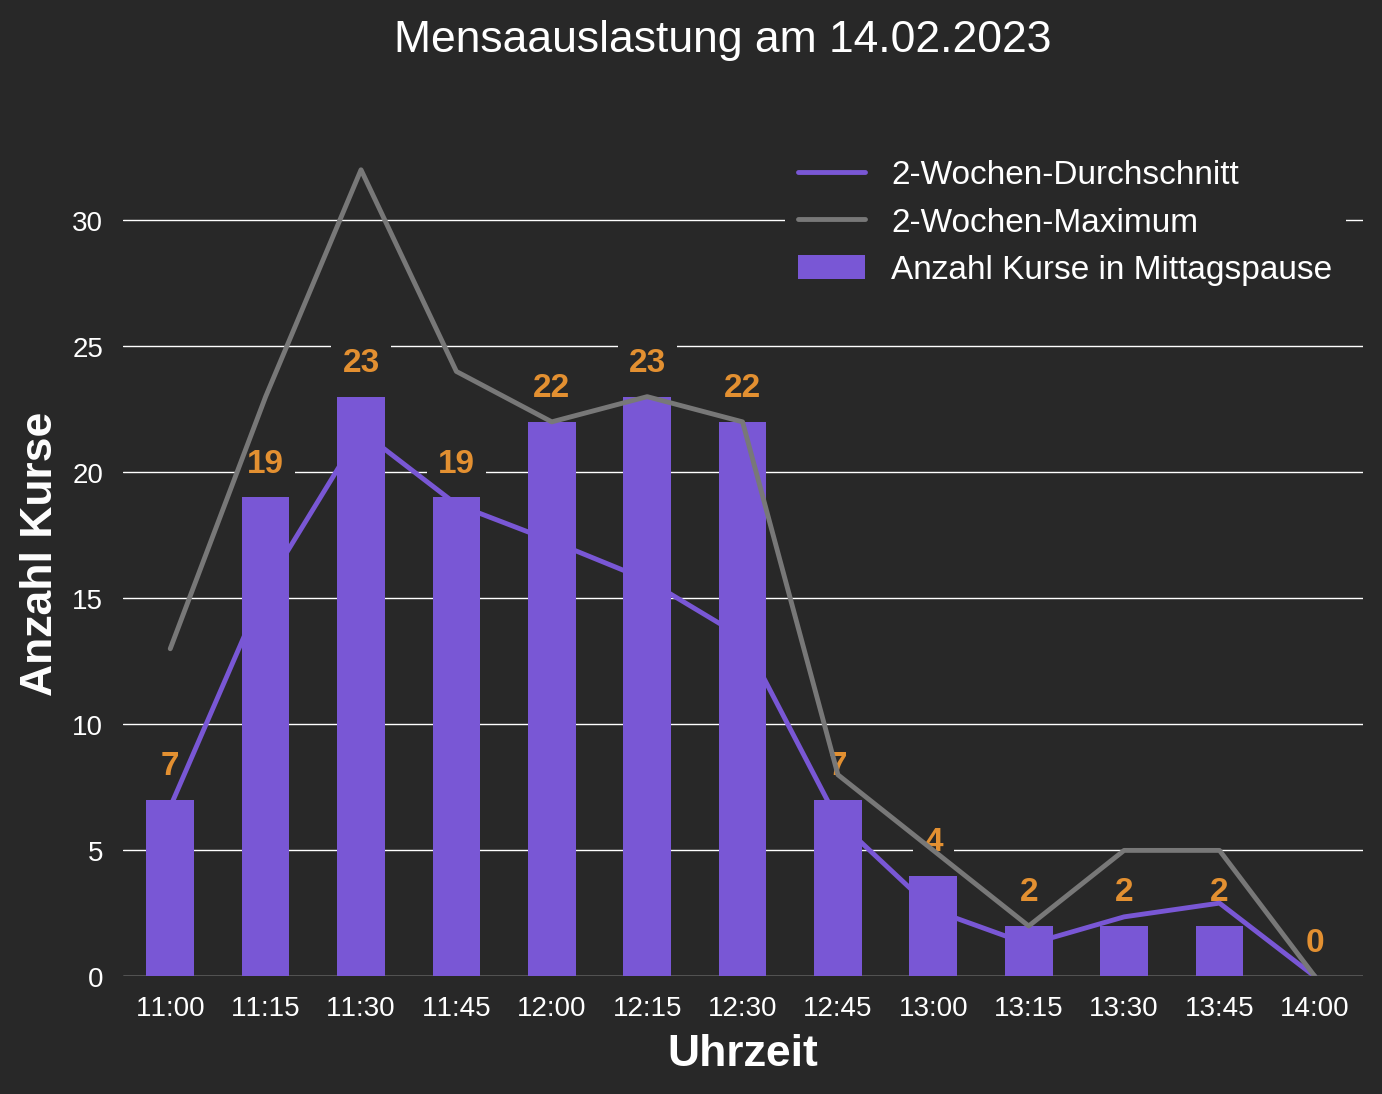 Mensaauslastung am 14.02.2023
2-Wochen-Durchschnitt
2-Wochen-Maximum
Anzahl Kurse in Mittagspause
Anzahl Kurse
30
25
20
15
10
5
0
7
19
23
19
22
23
22
7
4
2
2
2
0
11:00 11:15 11:30 11:45 12:00 12:15 12:30 12:45 13:00 13:15 13:30 13:45 14:00
Uhrzeit